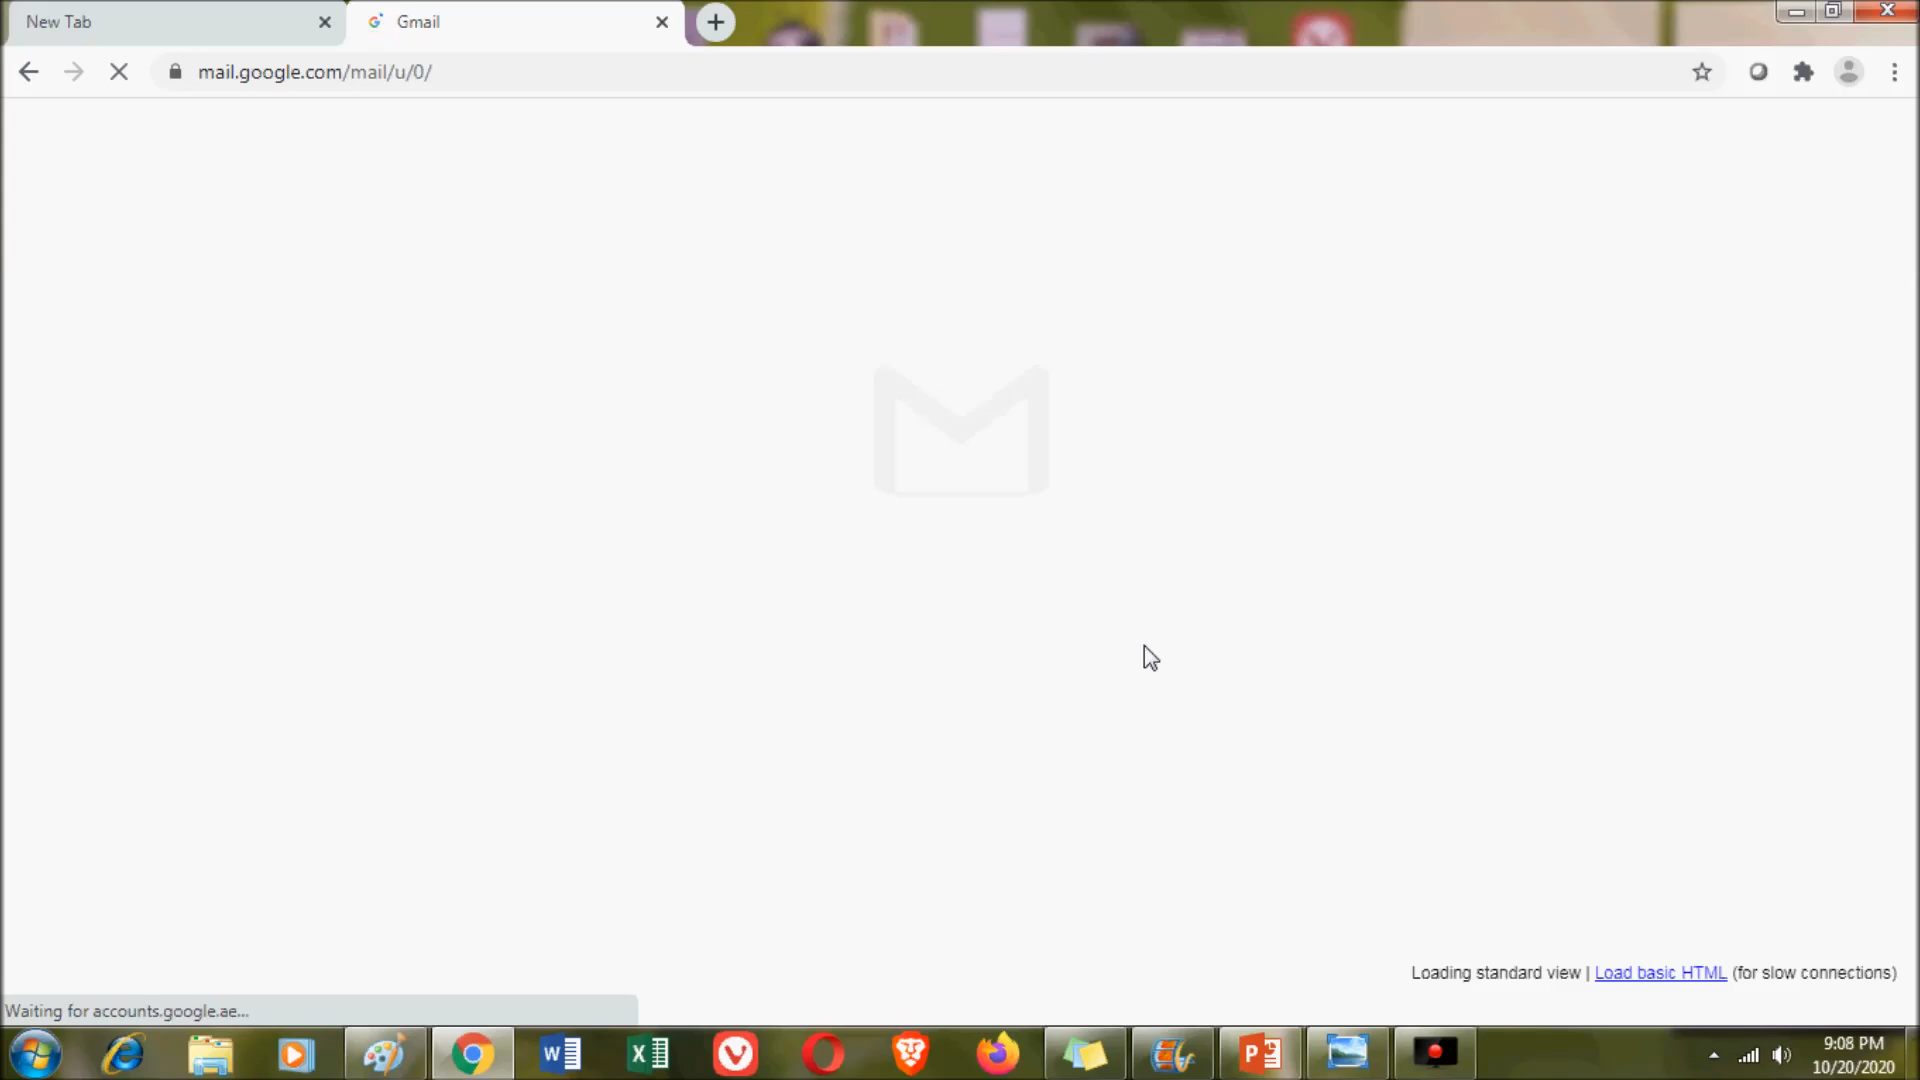 New Tab
Gmail
mail.google.com/mail/u/0/
Loading standard view | Load basic HTML (for slow connections)
Waiting for accounts.google.ae...
9:08 PM
10/20/2020